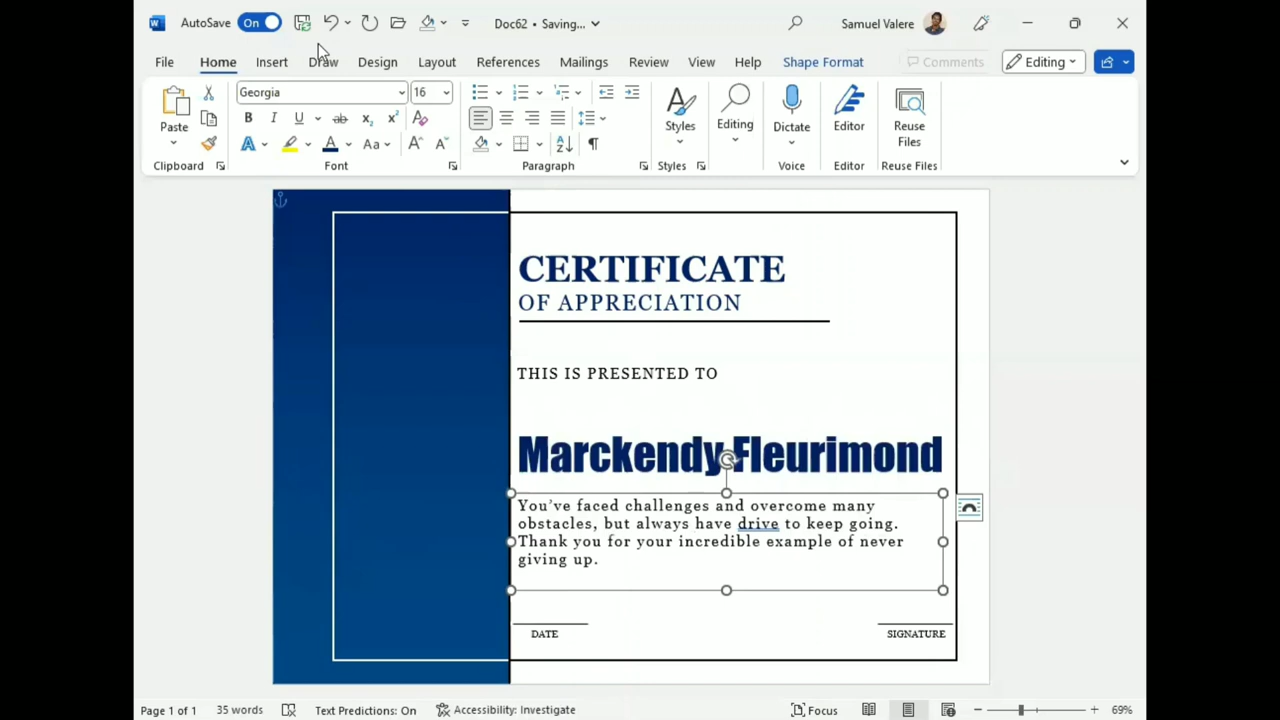 AutoSave On Doc62 • Saving... Samuel Valere
File Home Insert Draw Design Layout References Mailings Review View Help Shape Format Comments Editing
Georgia 16
Paste Styles Editing Dictate Editor Reuse Files
Clipboard Font Paragraph Styles Voice Editor Reuse Files
CERTIFICATE
OF APPRECIATION
THIS IS PRESENTED TO
Marckendy Fleurimond
You’ve faced challenges and overcome many
obstacles, but always have drive to keep going.
Thank you for your incredible example of never
giving up.
DATE SIGNATURE
Page 1 of 1 35 words Text Predictions: On Accessibility: Investigate Focus 69%